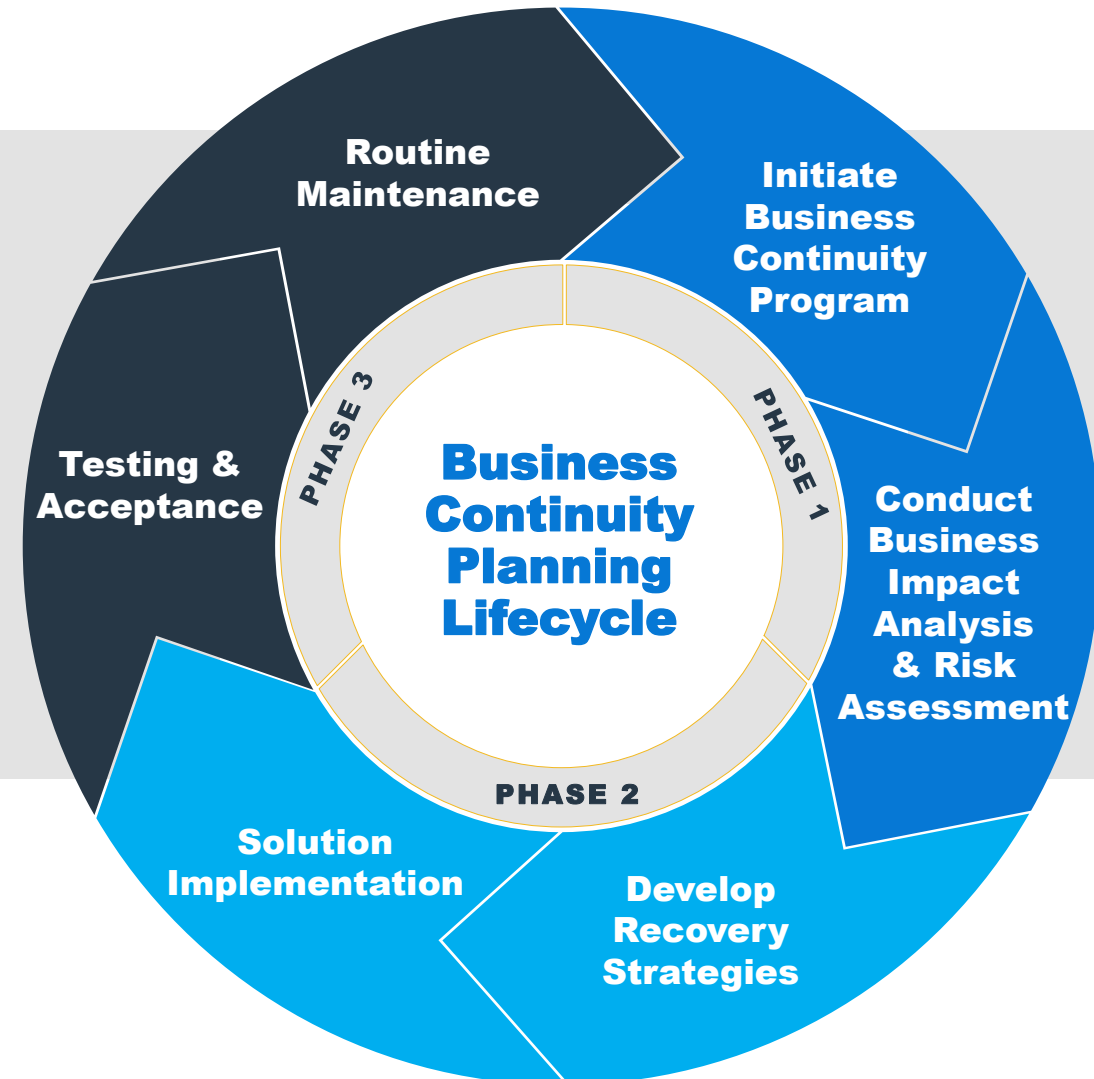 Business
Continuity
Planning
Lifecycle
PHASE 1
Initiate
Business
Continuity
Program
Conduct
Business
Impact
Analysis
& Risk
Assessment
PHASE 2
Develop
Recovery
Strategies
Solution
Implementation
PHASE 3
Testing &
Acceptance
Routine
Maintenance